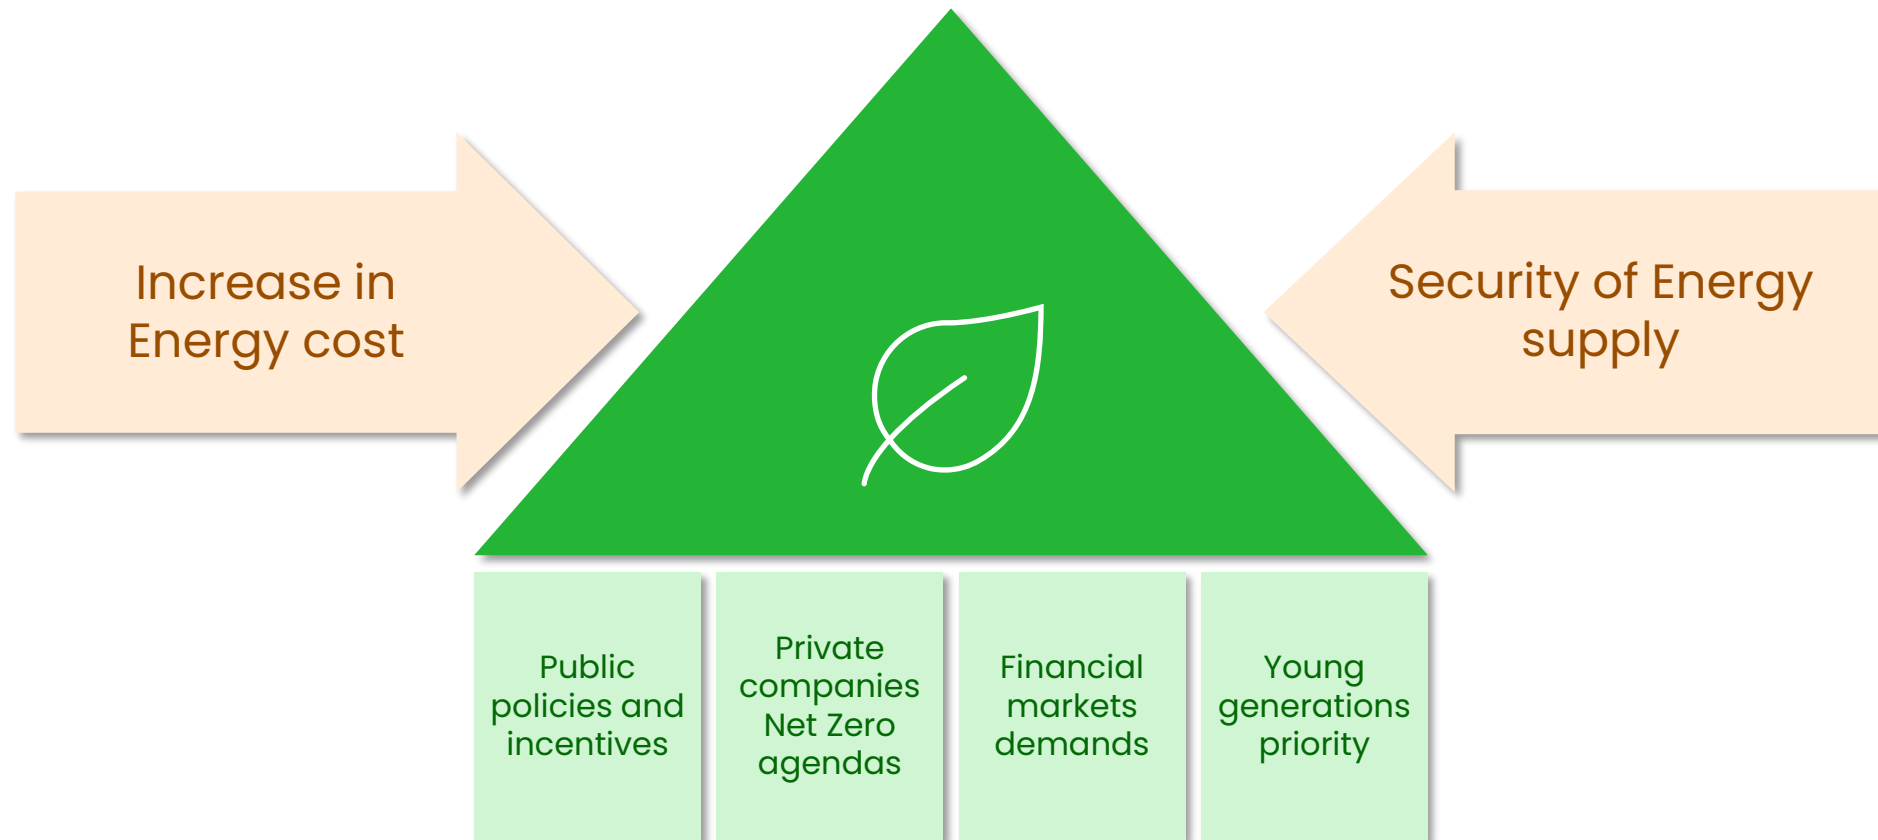 Increase in
Energy cost
Security of Energy
supply
Public
policies and
incentives
Private
companies
Net Zero
agendas
Financial
markets
demands
Young
generations
priority